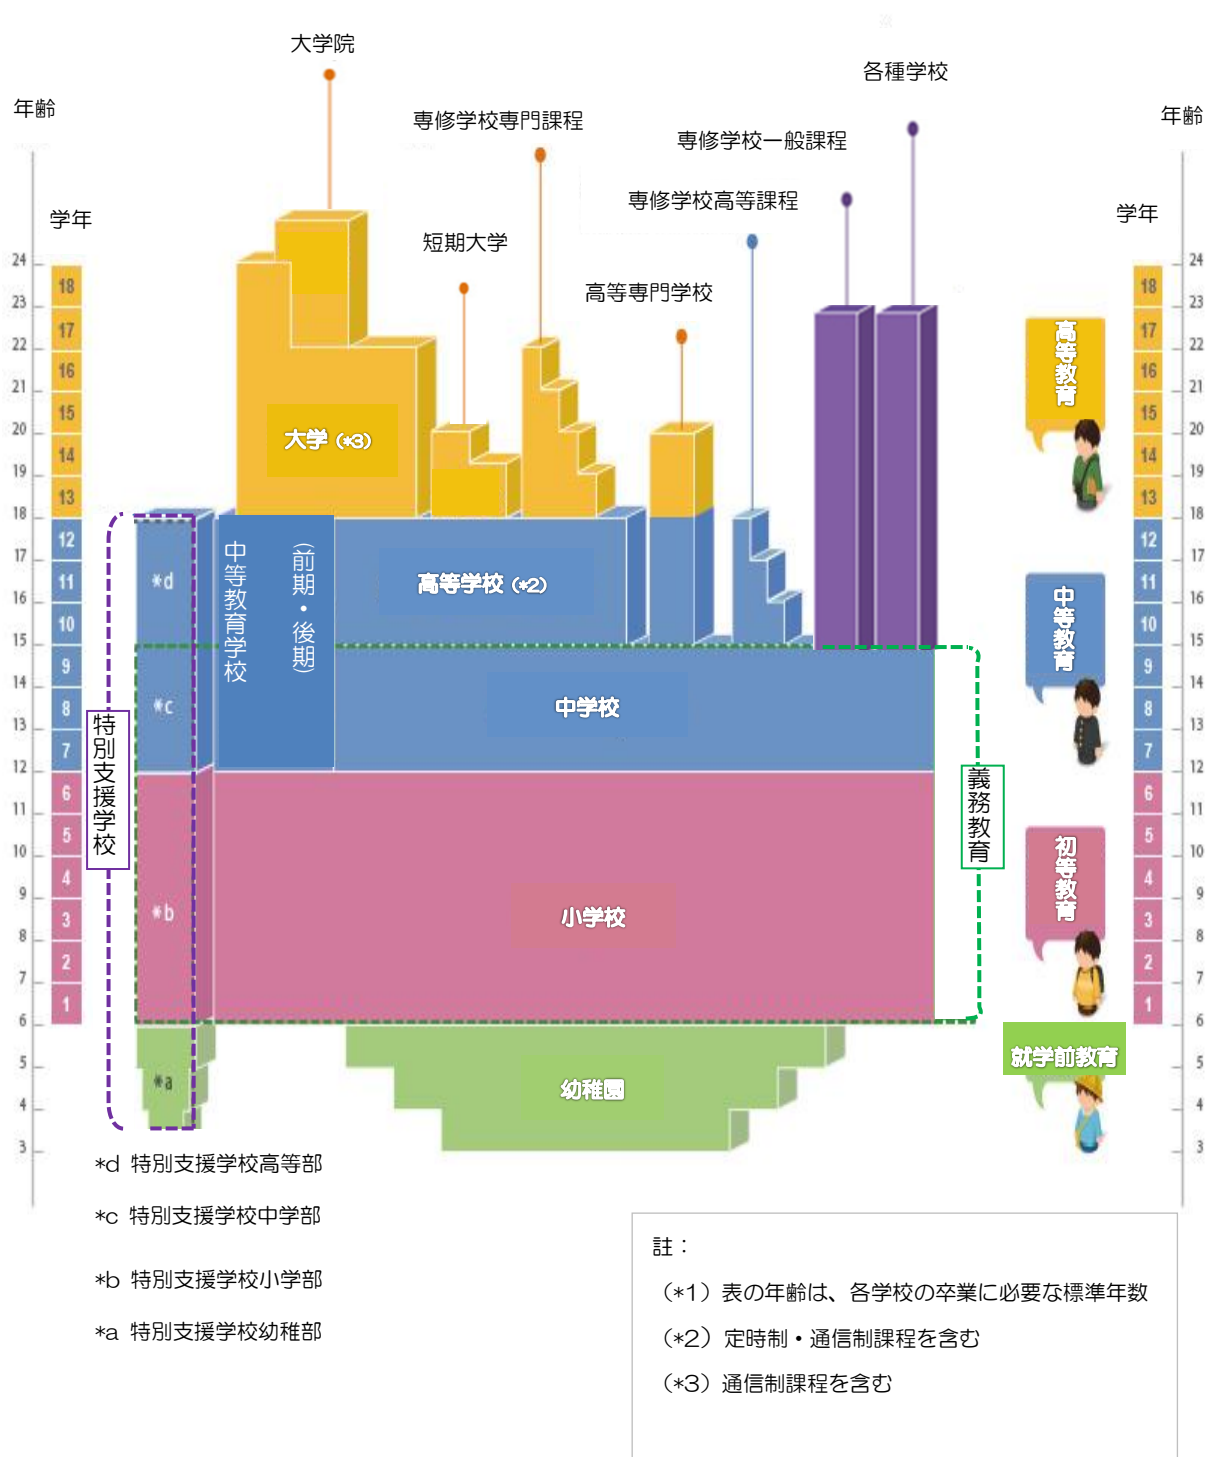 大学院
各種学校
年齢
専修学校専門課程
年齢
専修学校一般課程
専修学校高等課程
学年
短期大学
学年
高等専門学校
24
23
22
21
20
19
18
17
16
15
14
13
12
11
10
9
8
7
6
5
4
3
18
17
16
15
14
13
12
11
10
9
8
7
6
5
4
3
2
1
大学 (*3)
中等教育学校
(前期・後期)
高等学校 (*2)
中学校
小学校
幼稚園
*d
*c
*b
*a
特別支援学校
義務教育
高等教育
中等教育
初等教育
就学前教育
18
17
16
15
14
13
12
11
10
9
8
7
6
5
4
3
2
1
24
23
22
21
20
19
18
17
16
15
14
13
12
11
10
9
8
7
6
5
4
3
*d 特別支援学校高等部
*c 特別支援学校中学部
*b 特別支援学校小学部
*a 特別支援学校幼稚部
註：
（*1）表の年齢は、各学校の卒業に必要な標準年数
（*2）定時制・通信制課程を含む
（*3）通信制課程を含む